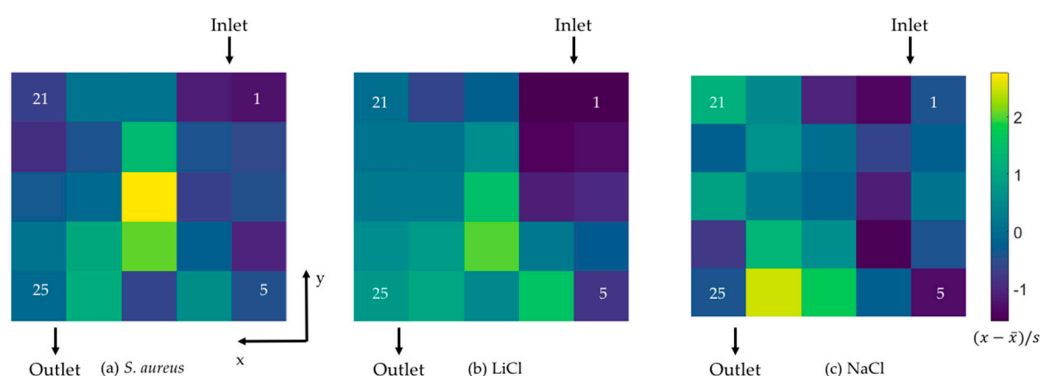 Inlet
Inlet
Inlet
21
1
21
1
21
1
2
1
0
-1
25
5
25
5
25
5
y
x
(x − x̄)/s
Outlet
(a) S. aureus
Outlet
(b) LiCl
Outlet
(c) NaCl